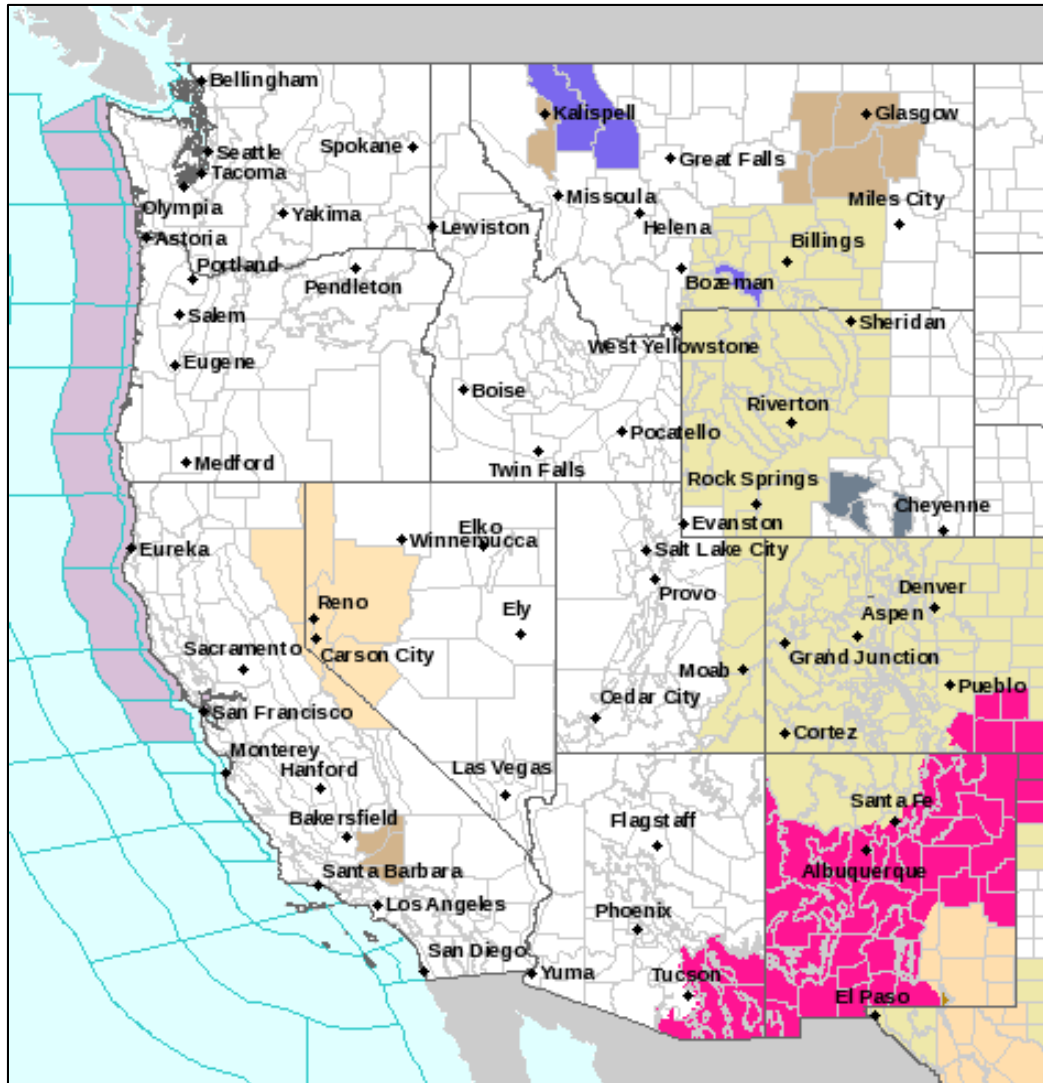 Bellingham
Kalispell
Glasgow
Seattle
Spokane
Great Falls
Tacoma
Olympia
Yakima
Missoula
Miles City
Lewiston
Helena
Astoria
Billings
Portland
Pendleton
Bozeman
Salem
Sheridan
West Yellowstone
Eugene
Boise
Riverton
Pocatello
Medford
Twin Falls
Rock Springs
Cheyenne
Evanston
Elko
Winnemucca
Eureka
Salt Lake City
Provo
Denver
Reno
Ely
Aspen
Sacramento
Carson City
Grand Junction
Moab
Pueblo
Cedar City
San Francisco
Cortez
Monterey
Hanford
Las Vegas
Santa Fe
Bakersfield
Flagstaff
Albuquerque
Santa Barbara
Los Angeles
Phoenix
San Diego
Yuma
Tucson
El Paso